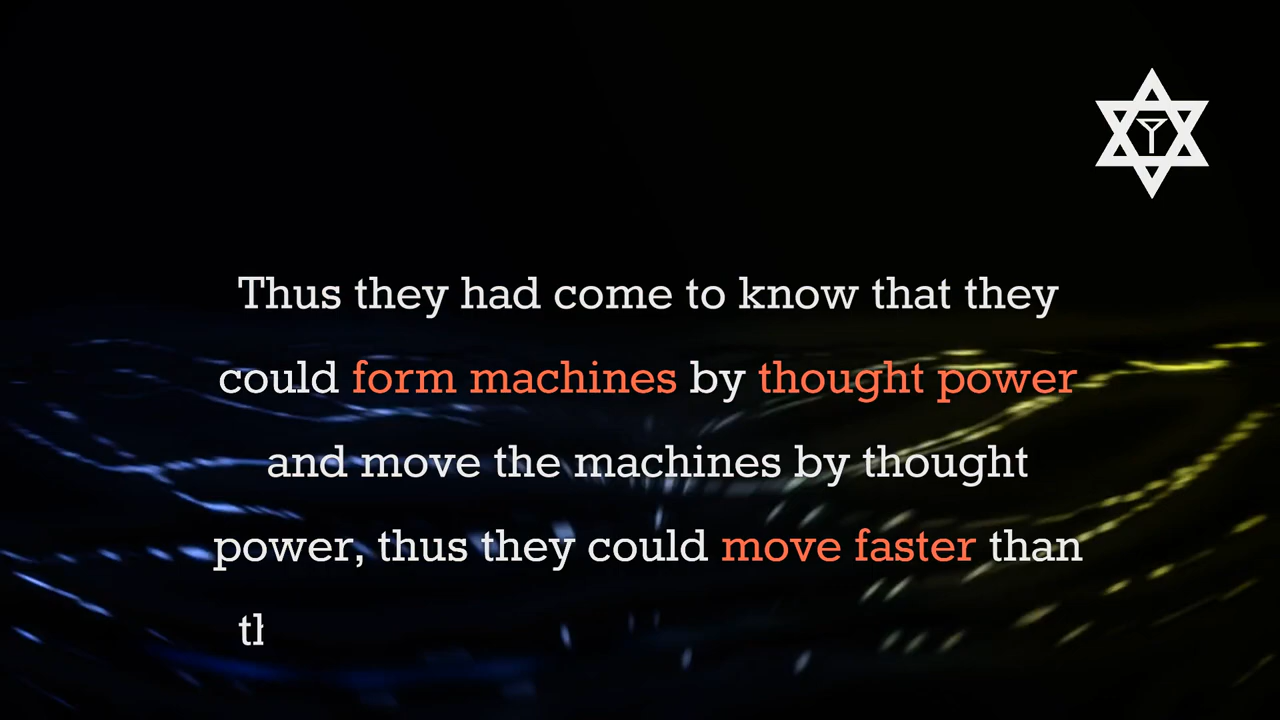 Thus they had come to know that they
could form machines by thought power
and move the machines by thought
power, thus they could move faster than